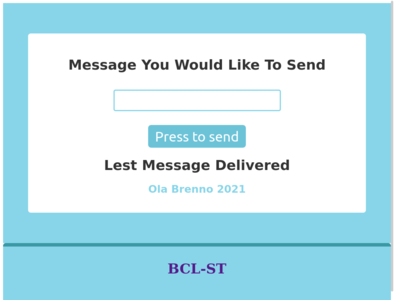 Message You Would Like To Send
Press to send
Lest Message Delivered
Ola Brenno 2021
BCL-ST